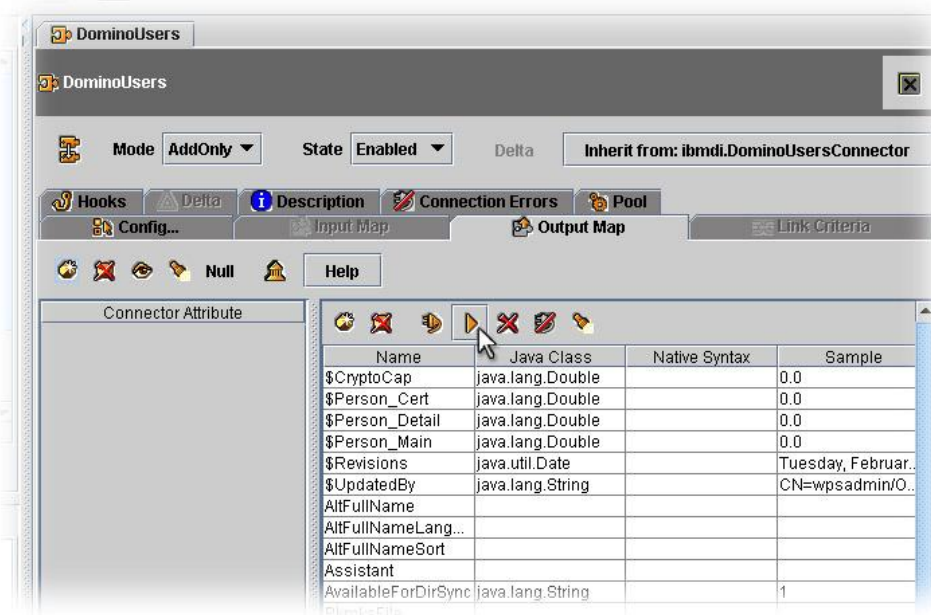 DominoUsers
DominoUsers
Mode AddOnly State Enabled Delta Inherit from: ibmdi.DominoUsersConnector
Hooks Delta Description Connection Errors Pool
Config... Input Map Output Map Link Criteria
Null Help
Connector Attribute
Name Java Class Native Syntax Sample
$CryptoCap java.lang.Double 0.0
$Person_Cert java.lang.Double 0.0
$Person_Detail java.lang.Double 0.0
$Person_Main java.lang.Double 0.0
$Revisions java.util.Date Tuesday, Februar...
$UpdatedBy java.lang.String CN=wpsadmin/O...
AltFullName
AltFullNameLang...
AltFullNameSort
Assistant
AvailableForDirSync java.lang.String 1